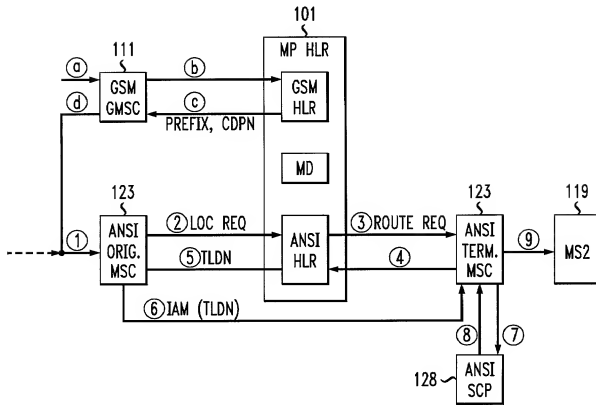 101
111
MP HLR
a
b
GSM
GMSC
GSM
HLR
d
c
PREFIX, CDPN
MD
123
123
119
1
ANSI
ORIG.
MSC
2 LOC REQ
5 TLDN
ANSI
HLR
3 ROUTE REQ
4
ANSI
TERM.
MSC
9
MS2
6 IAM (TLDN)
8
7
128
ANSI
SCP